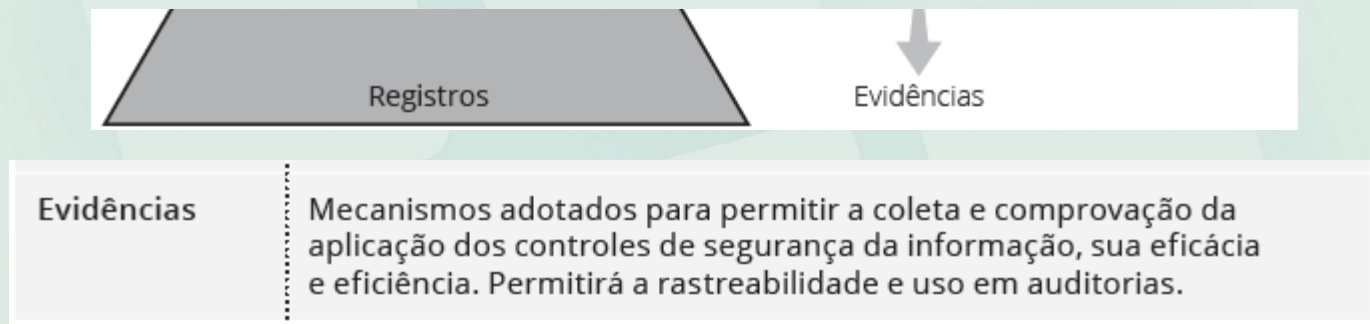 Registros
Evidências
Evidências
Mecanismos adotados para permitir a coleta e comprovação da
aplicação dos controles de segurança da informação, sua eficácia
e eficiência. Permitirá a rastreabilidade e uso em auditorias.